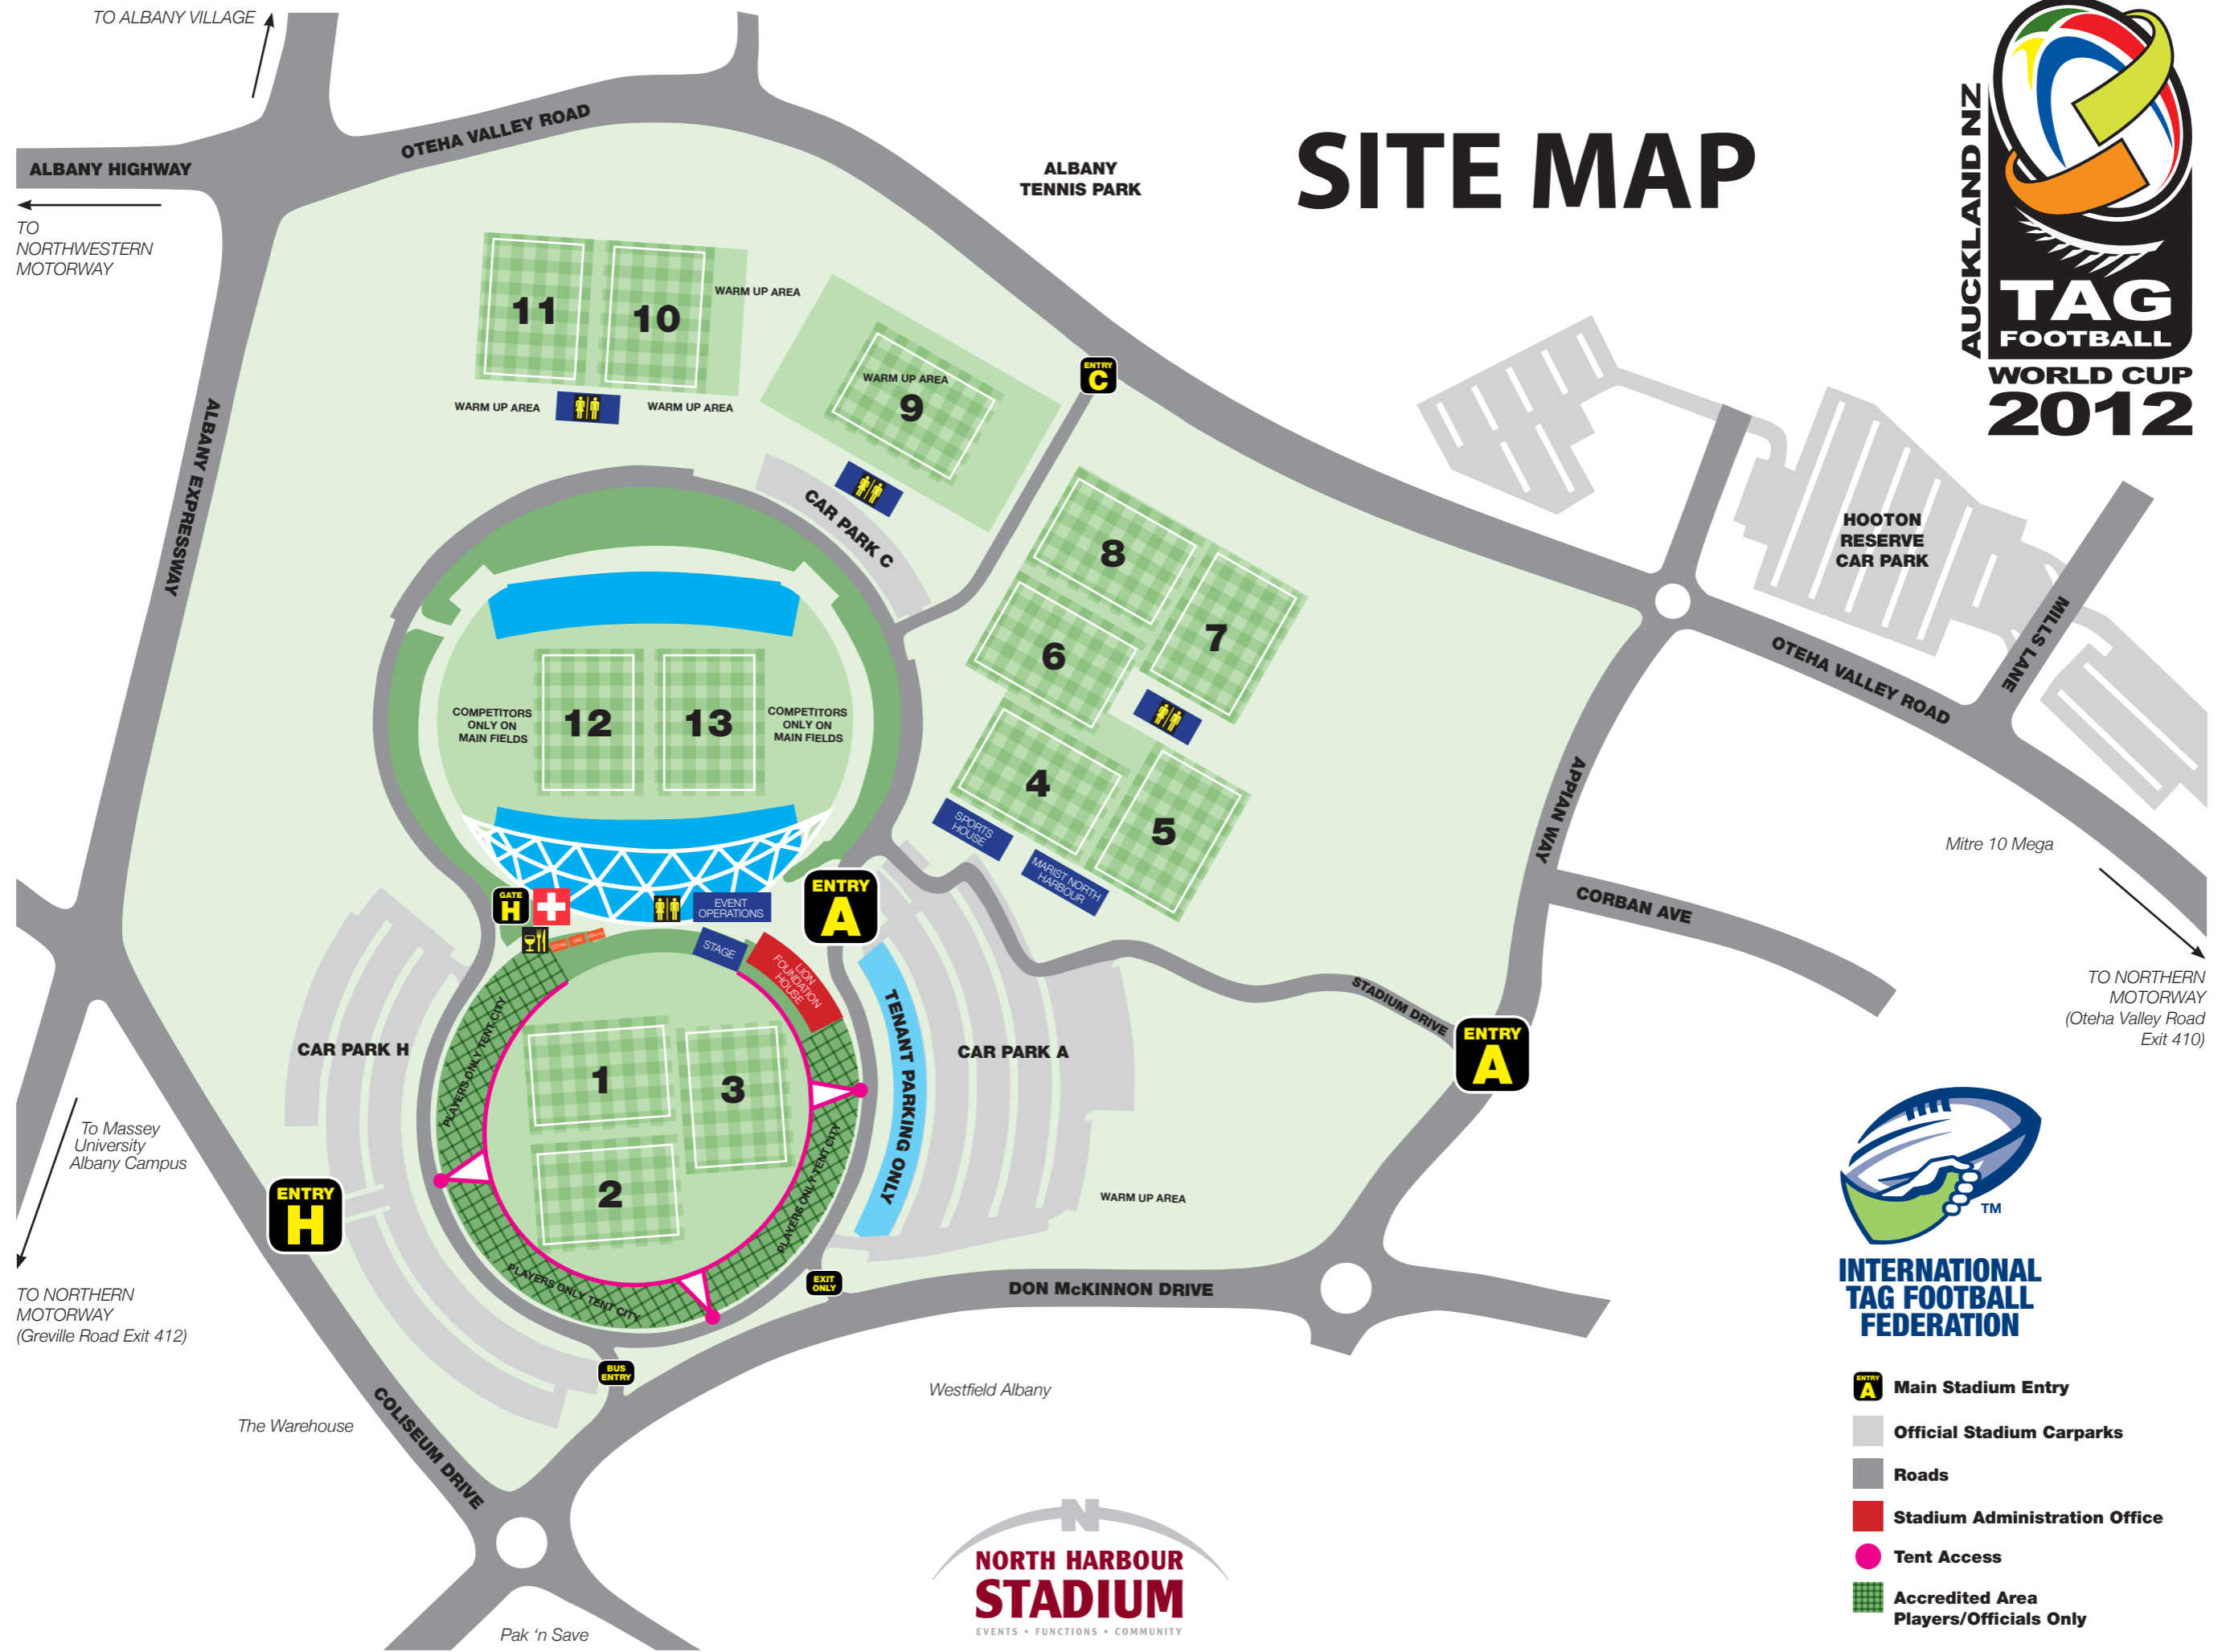 TO ALBANY VILLAGE
ALBANY HIGHWAY
TO
NORTHWESTERN
MOTORWAY
OTEHA VALLEY ROAD
ALBANY
TENNIS PARK
SITE MAP
AUCKLAND NZ
TAG
FOOTBALL
WORLD CUP
2012
11
10
WARM UP AREA
WARM UP AREA
WARM UP AREA
WARM UP AREA
9
ENTRY
C
CAR PARK C
ALBANY EXPRESSWAY
8
7
6
4
5
HOOTON
RESERVE
CAR PARK
MILLS LANE
OTEHA VALLEY ROAD
COMPETITORS
ONLY ON
MAIN FIELDS
12
13
COMPETITORS
ONLY ON
MAIN FIELDS
SPORTS
HOUSE
MARIST NORTH
HARBOUR
APPIAN WAY
CORBAN AVE
Mitre 10 Mega
TO NORTHERN
MOTORWAY
(Oteha Valley Road
Exit 410)
GATE
H
EVENT
OPERATIONS
ENTRY
A
STAGE
LION
FOUNDATION
HOUSE
STADIUM DRIVE
ENTRY
A
CAR PARK H
PLAYERS ONLY TENT CITY
1
3
2
PLAYERS ONLY TENT CITY
PLAYERS ONLY TENT CITY
TENANT PARKING ONLY
CAR PARK A
WARM UP AREA
To Massey
University
Albany Campus
ENTRY
H
TO NORTHERN
MOTORWAY
(Greville Road Exit 412)
EXIT
ONLY
DON McKINNON DRIVE
BUS
ENTRY
Westfield Albany
The Warehouse
COLISEUM DRIVE
Pak 'n Save
N
NORTH HARBOUR
STADIUM
EVENTS • FUNCTIONS • COMMUNITY
TM
INTERNATIONAL
TAG FOOTBALL
FEDERATION
ENTRY
A
Main Stadium Entry
Official Stadium Carparks
Roads
Stadium Administration Office
Tent Access
Accredited Area
Players/Officials Only